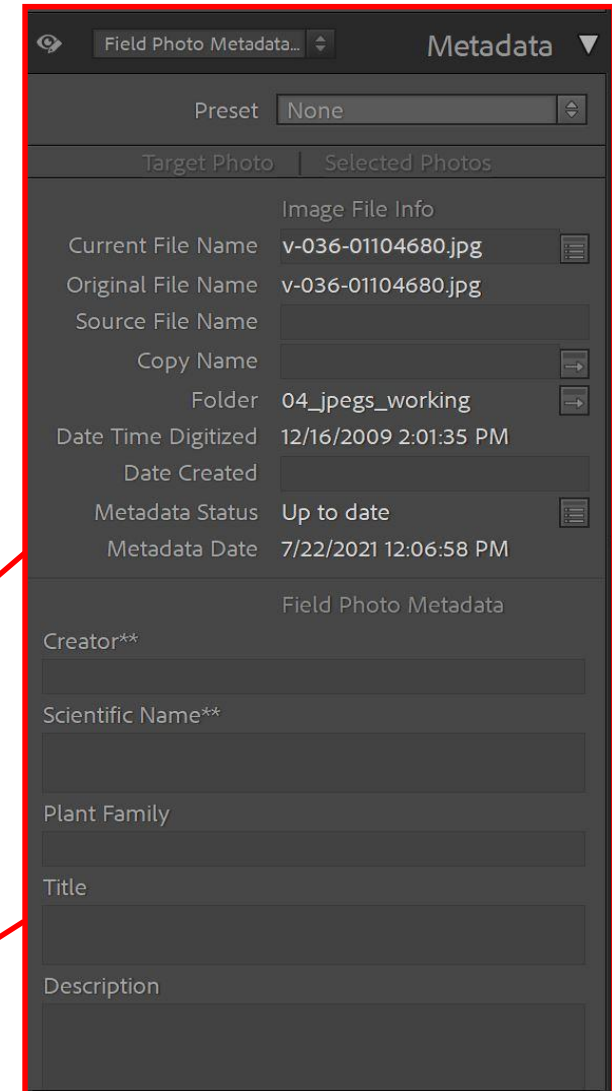 Field Photo Metadata... Metadata
Preset None
Target Photo | Selected Photos
Image File Info
Current File Name v-036-01104680.jpg
Original File Name v-036-01104680.jpg
Source File Name
Copy Name
Folder 04_jpegs_working
Date Time Digitized 12/16/2009 2:01:35 PM
Date Created
Metadata Status Up to date
Metadata Date 7/22/2021 12:06:58 PM
Field Photo Metadata
Creator**
Scientific Name**
Plant Family
Title
Description